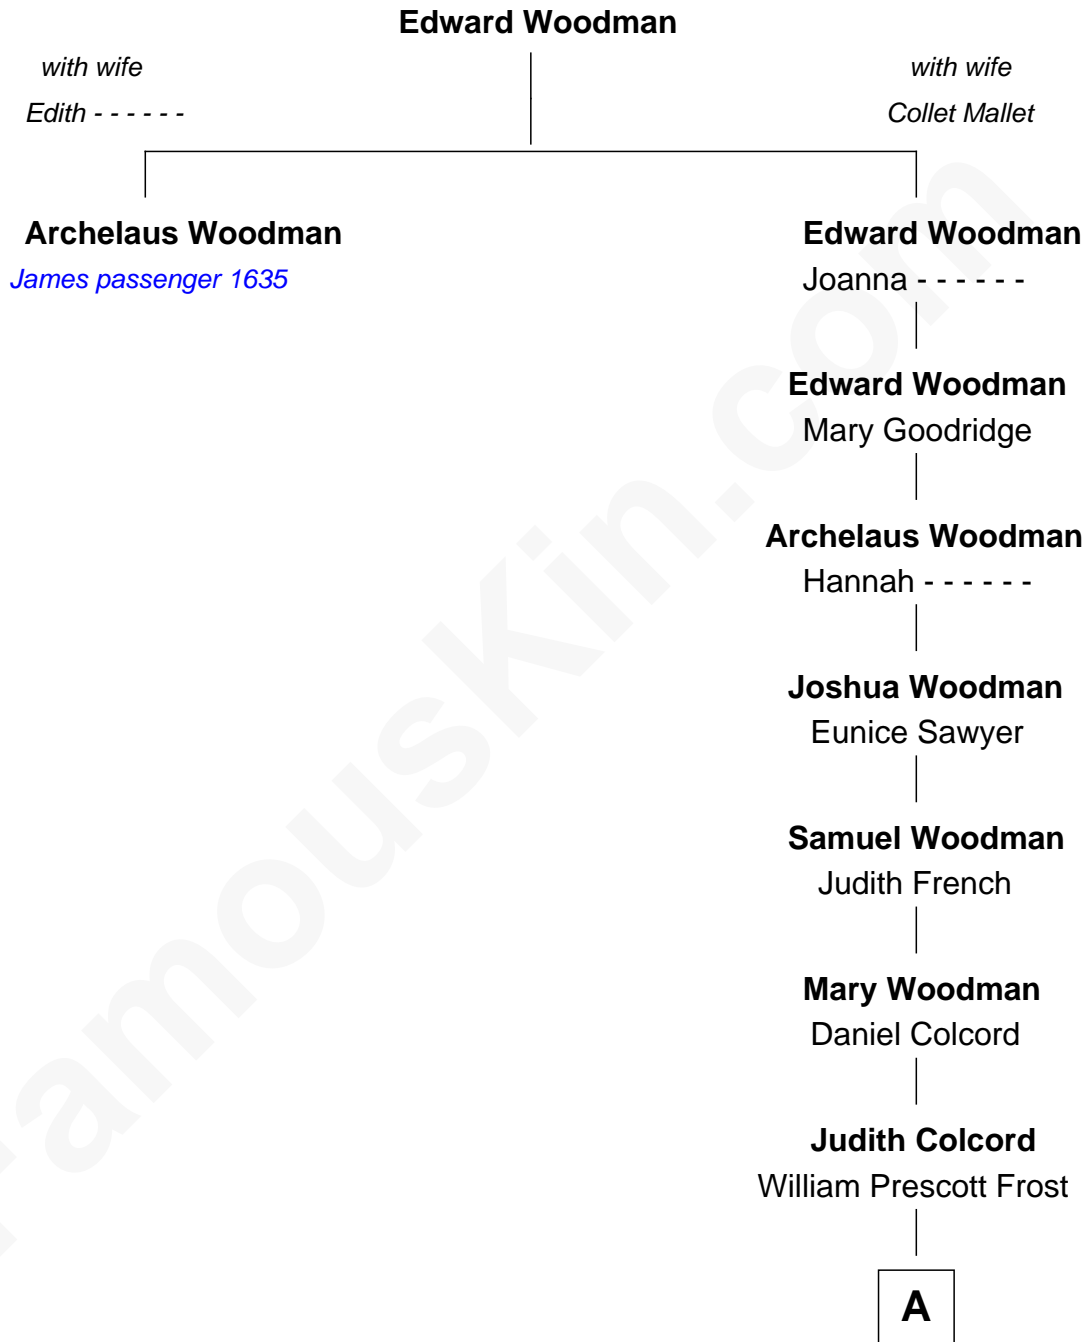 Edward Woodman
with wife
Edith - - - - - -
with wife
Collet Mallet
Archelaus Woodman
James passenger 1635
Edward Woodman
Joanna - - - - - -
Edward Woodman
Mary Goodridge
Archelaus Woodman
Hannah - - - - - -
Joshua Woodman
Eunice Sawyer
Samuel Woodman
Judith French
Mary Woodman
Daniel Colcord
Judith Colcord
William Prescott Frost
A
FamousKin.com